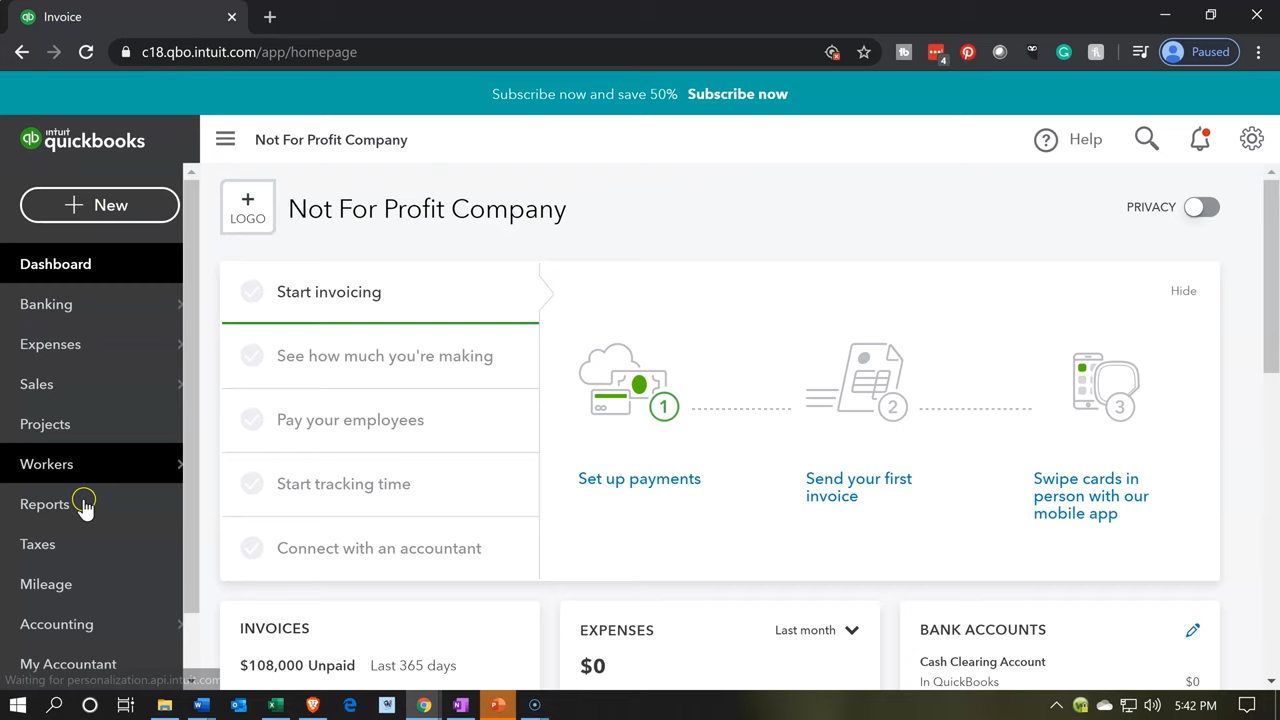 Invoice
c18.qbo.intuit.com/app/homepage
4
Paused
Subscribe now and save 50% Subscribe now
intuit quickbooks
Not For Profit Company
Help
+ New
+ LOGO
Not For Profit Company
PRIVACY
Dashboard
Banking
Expenses
Sales
Projects
Workers
Reports
Taxes
Mileage
Accounting
My Accountant
Start invoicing
See how much you're making
Pay your employees
Start tracking time
Connect with an accountant
Hide
1
2
3
Set up payments
Send your first
invoice
Swipe cards in
person with our
mobile app
INVOICES
$108,000 Unpaid Last 365 days
EXPENSES
Last month
$0
BANK ACCOUNTS
Cash Clearing Account
In QuickBooks
$0
Waiting for personalization.api.intuit.com...
5:42 PM